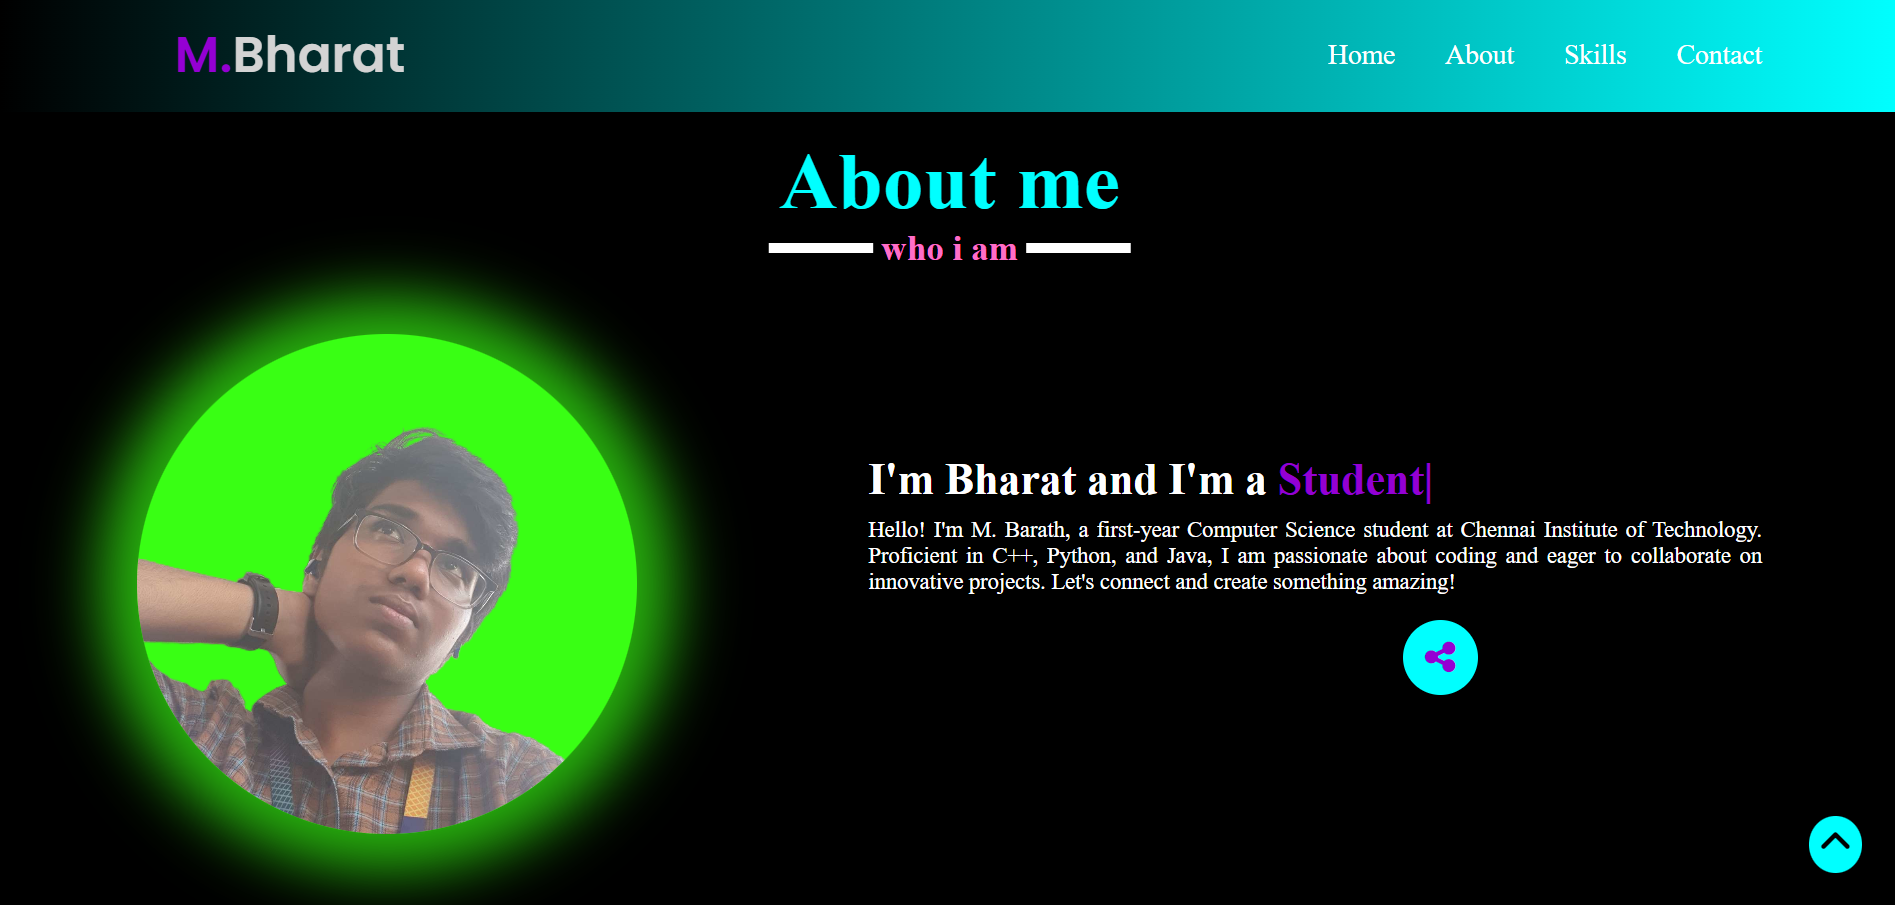 M.Bharat
Home About Skills Contact
About me
who i am
I'm Bharat and I'm a Student|
Hello! I'm M. Barath, a first-year Computer Science student at Chennai Institute of Technology.
Proficient in C++, Python, and Java, I am passionate about coding and eager to collaborate on
innovative projects. Let's connect and create something amazing!